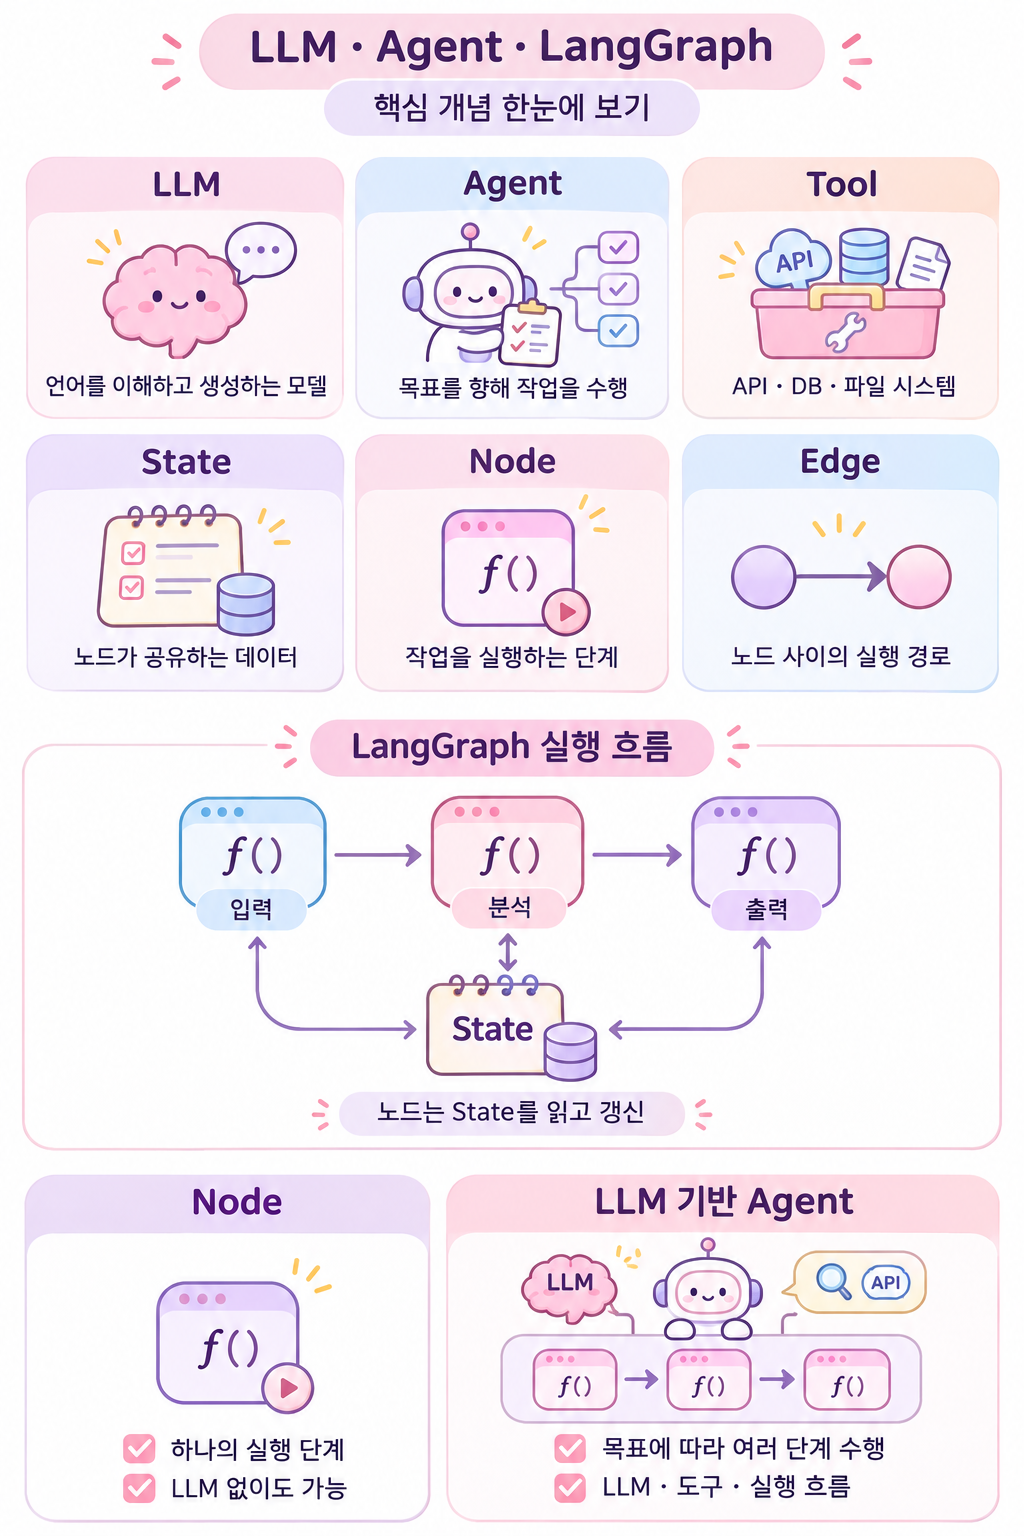 LLM · Agent · LangGraph
핵심 개념 한눈에 보기
LLM
언어를 이해하고 생성하는 모델
Agent
목표를 향해 작업을 수행
Tool
API
API · DB · 파일 시스템
State
노드가 공유하는 데이터
Node
f()
작업을 실행하는 단계
Edge
노드 사이의 실행 경로
LangGraph 실행 흐름
f()
입력
f()
분석
f()
출력
State
노드는 State를 읽고 갱신
Node
f()
하나의 실행 단계
LLM 없이도 가능
LLM 기반 Agent
LLM
API
f()
f()
f()
목표에 따라 여러 단계 수행
LLM · 도구 · 실행 흐름